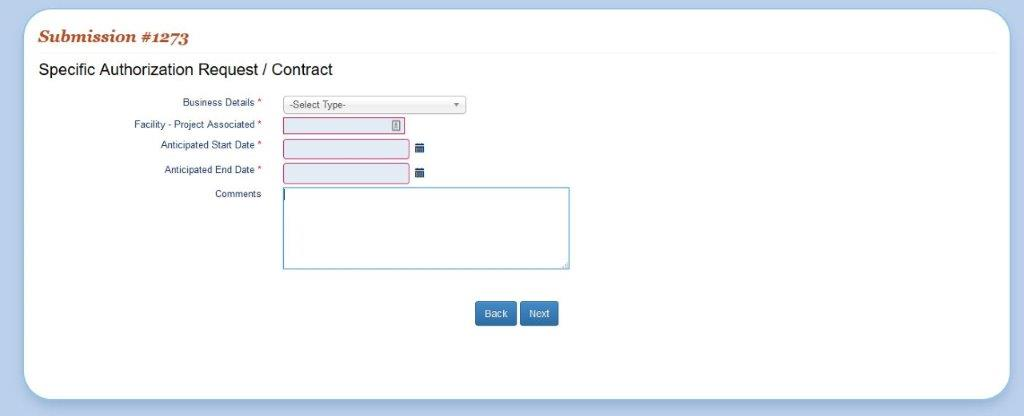 Submission #1273
Specific Authorization Request / Contract
Business Details * -Select Type-
Facility - Project Associated *
Anticipated Start Date *
Anticipated End Date *
Comments
Back Next